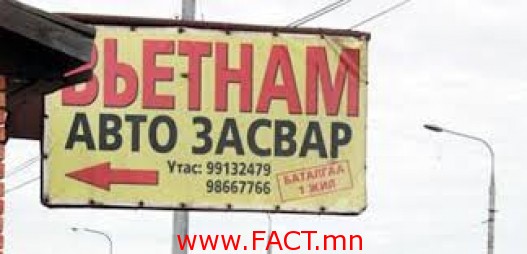 ВЬЕТНАМ
АВТО ЗАСВАР
Утас: 99132479
98667766
БАТАЛГАА
1 ЖИЛ
www.FACT.mn